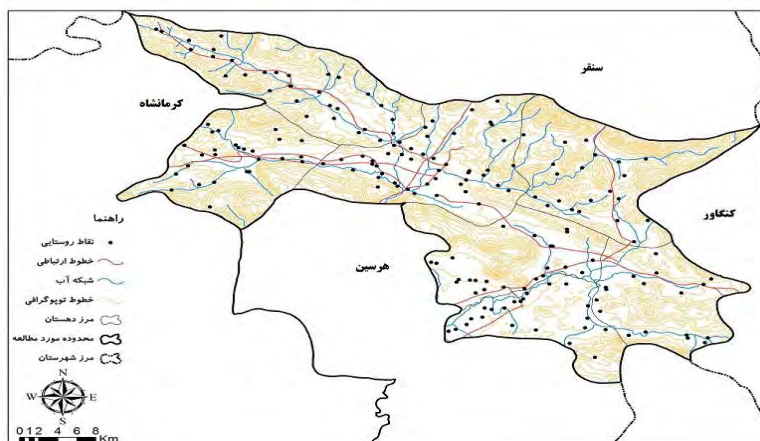 سنقر
کرمانشاه
کنگاور
هرسین
راهنما
نقاط روستایی
خطوط ارتباطی
شبکه آب
خطوط توپوگرافی
مرز دهستان
محدوده مورد مطالعه
مرز شهرستان
N
W E
S
0 1 2 4 6 8
Km